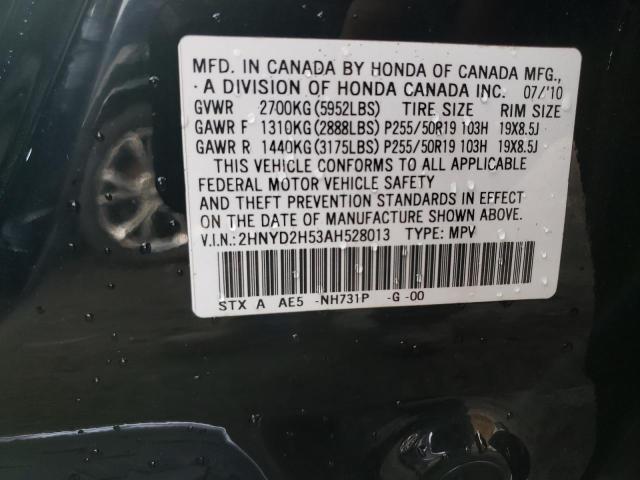 MFD. IN CANADA BY HONDA OF CANADA MFG.,
A DIVISION OF HONDA CANADA INC. 07/'10
GVWR 2700KG(5952LBS) TIRE SIZE RIM SIZE
GAWR F 1310KG(2888LBS) P255/50R19 103H 19X8.5J
GAWR R 1440KG(3175LBS) P255/50R19 103H 19X8.5J
THIS VEHICLE CONFORMS TO ALL APPLICABLE
FEDERAL MOTOR VEHICLE SAFETY
AND THEFT PREVENTION STANDARDS IN EFFECT
ON THE DATE OF MANUFACTURE SHOWN ABOVE.
V.I.N.:2HNYD2H53AH528013 TYPE: MPV
STX A AE5 -NH731P -G -00